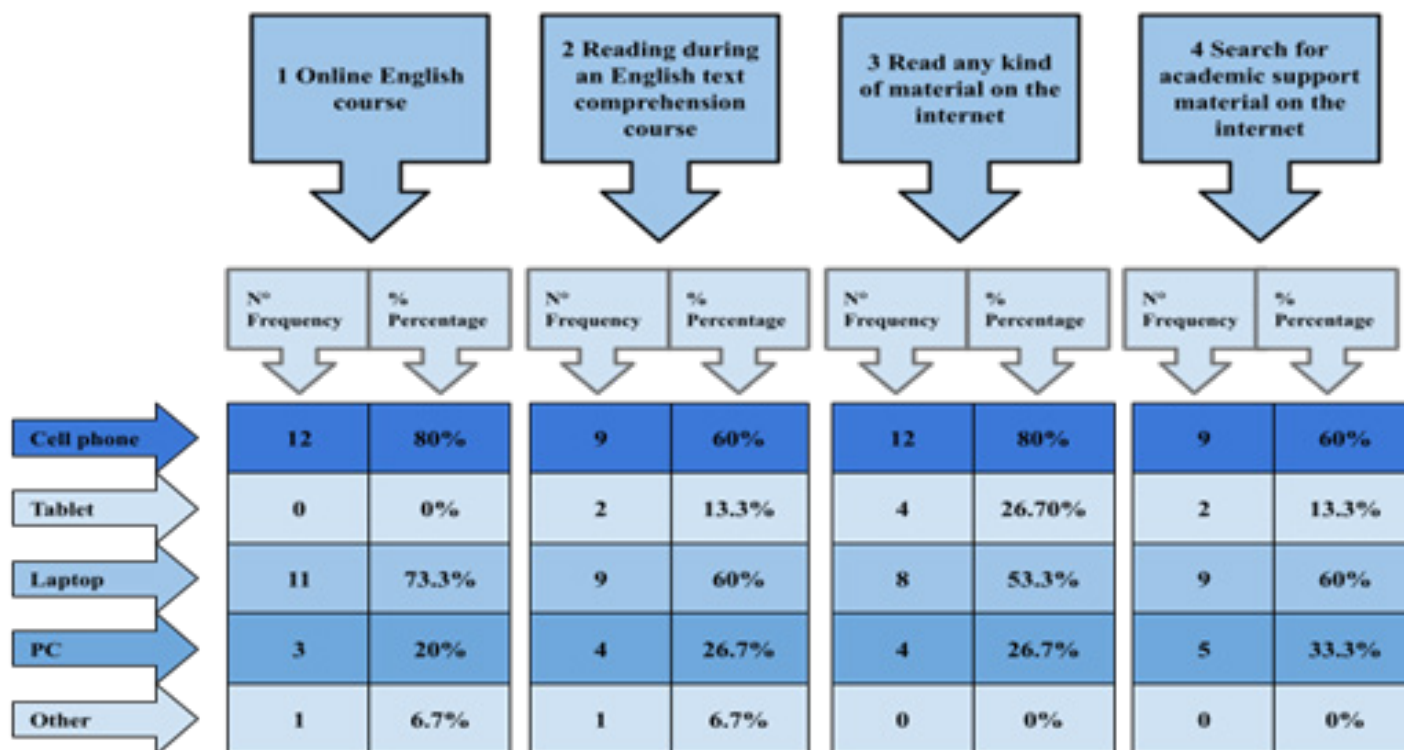 1 Online English
course
2 Reading during
an English text
comprehension
course
3 Read any kind
of material on the
internet
4 Search for
academic support
material on the
internet
N° Frequency
% Percentage
N° Frequency
% Percentage
N° Frequency
% Percentage
N° Frequency
% Percentage
Cell phone 12 80% 9 60% 12 80% 9 60%
Tablet 0 0% 2 13.3% 4 26.70% 2 13.3%
Laptop 11 73.3% 9 60% 8 53.3% 9 60%
PC 3 20% 4 26.7% 4 26.7% 5 33.3%
Other 1 6.7% 1 6.7% 0 0% 0 0%